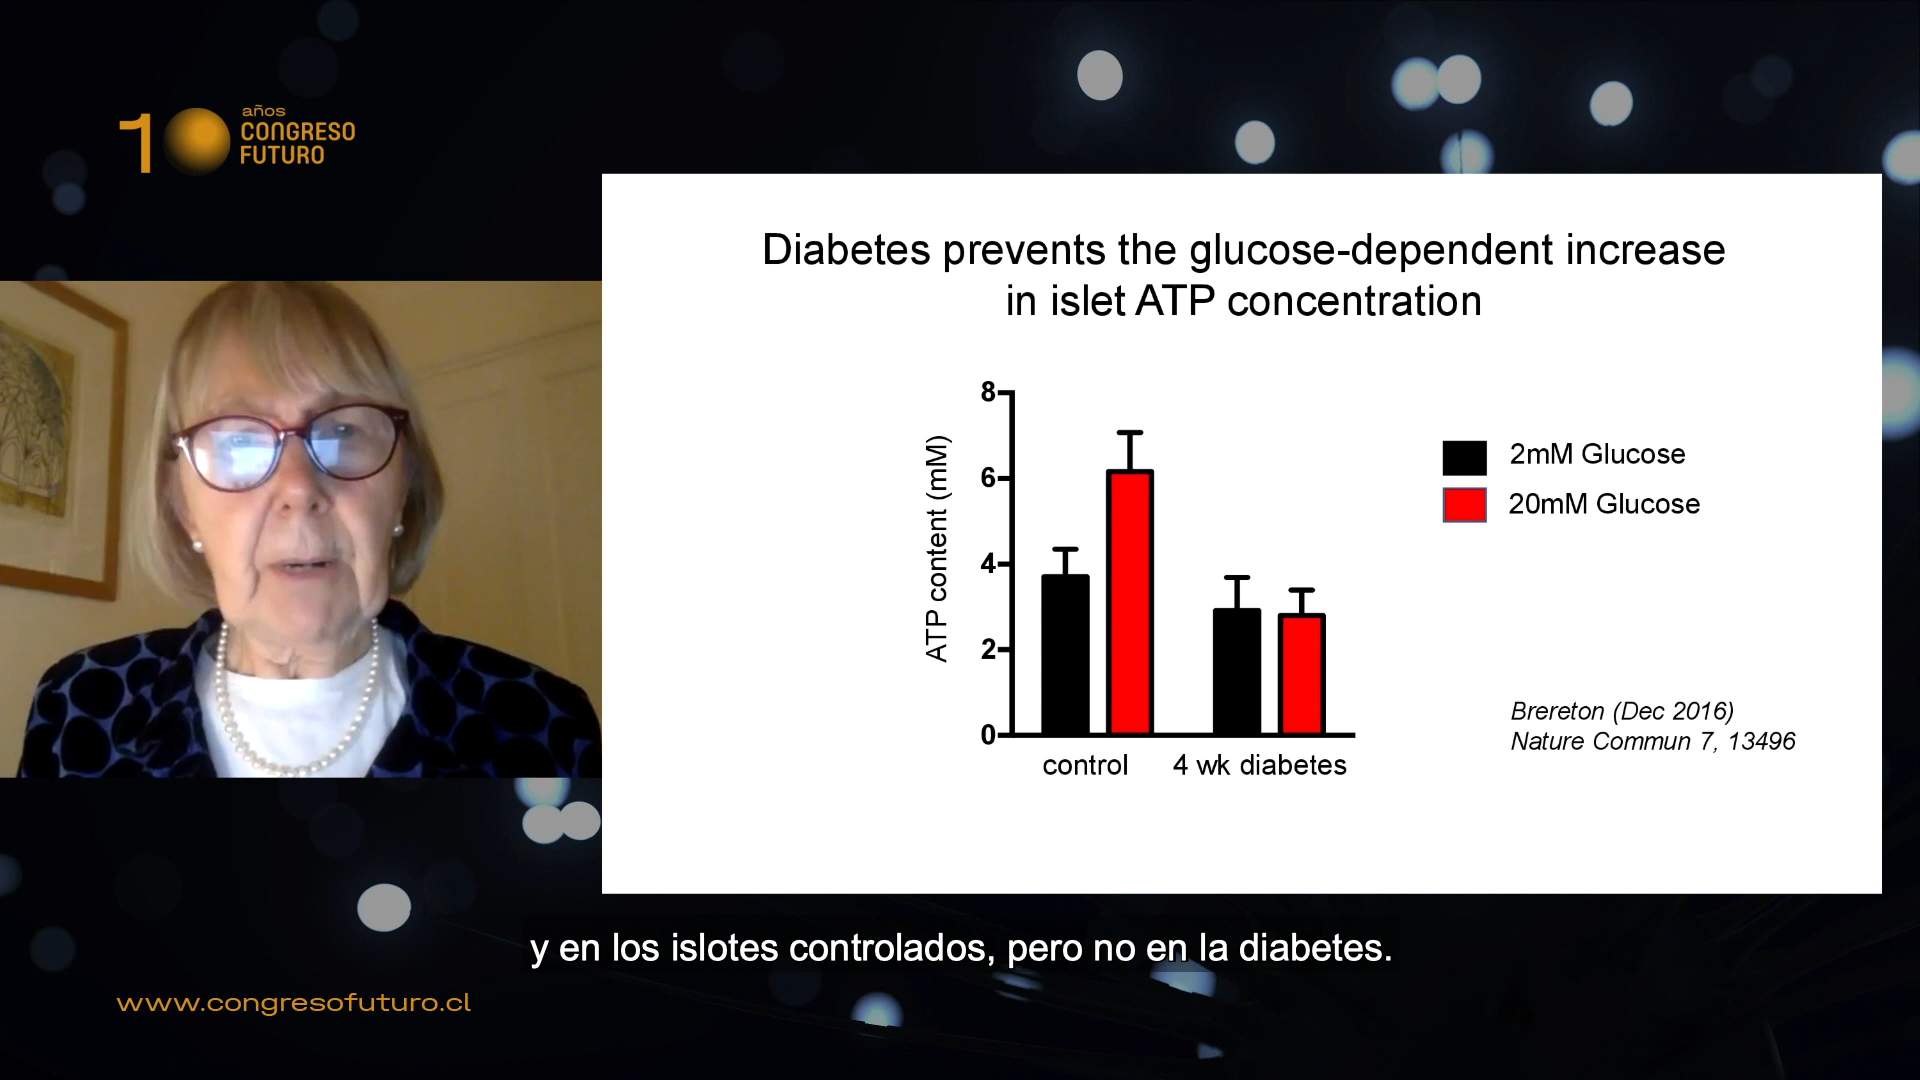 10 años
CONGRESO
FUTURO
Diabetes prevents the glucose-dependent increase
in islet ATP concentration
8
6
4
2
0
ATP content (mM)
control
4 wk diabetes
2mM Glucose
20mM Glucose
Brereton (Dec 2016)
Nature Commun 7, 13496
y en los islotes controlados, pero no en la diabetes.
www.congresofuturo.cl